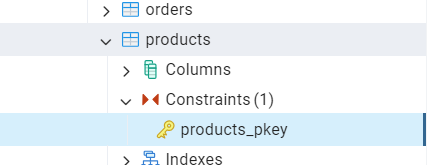 orders
products
Columns
Constraints (1)
products_pkey
Indexes